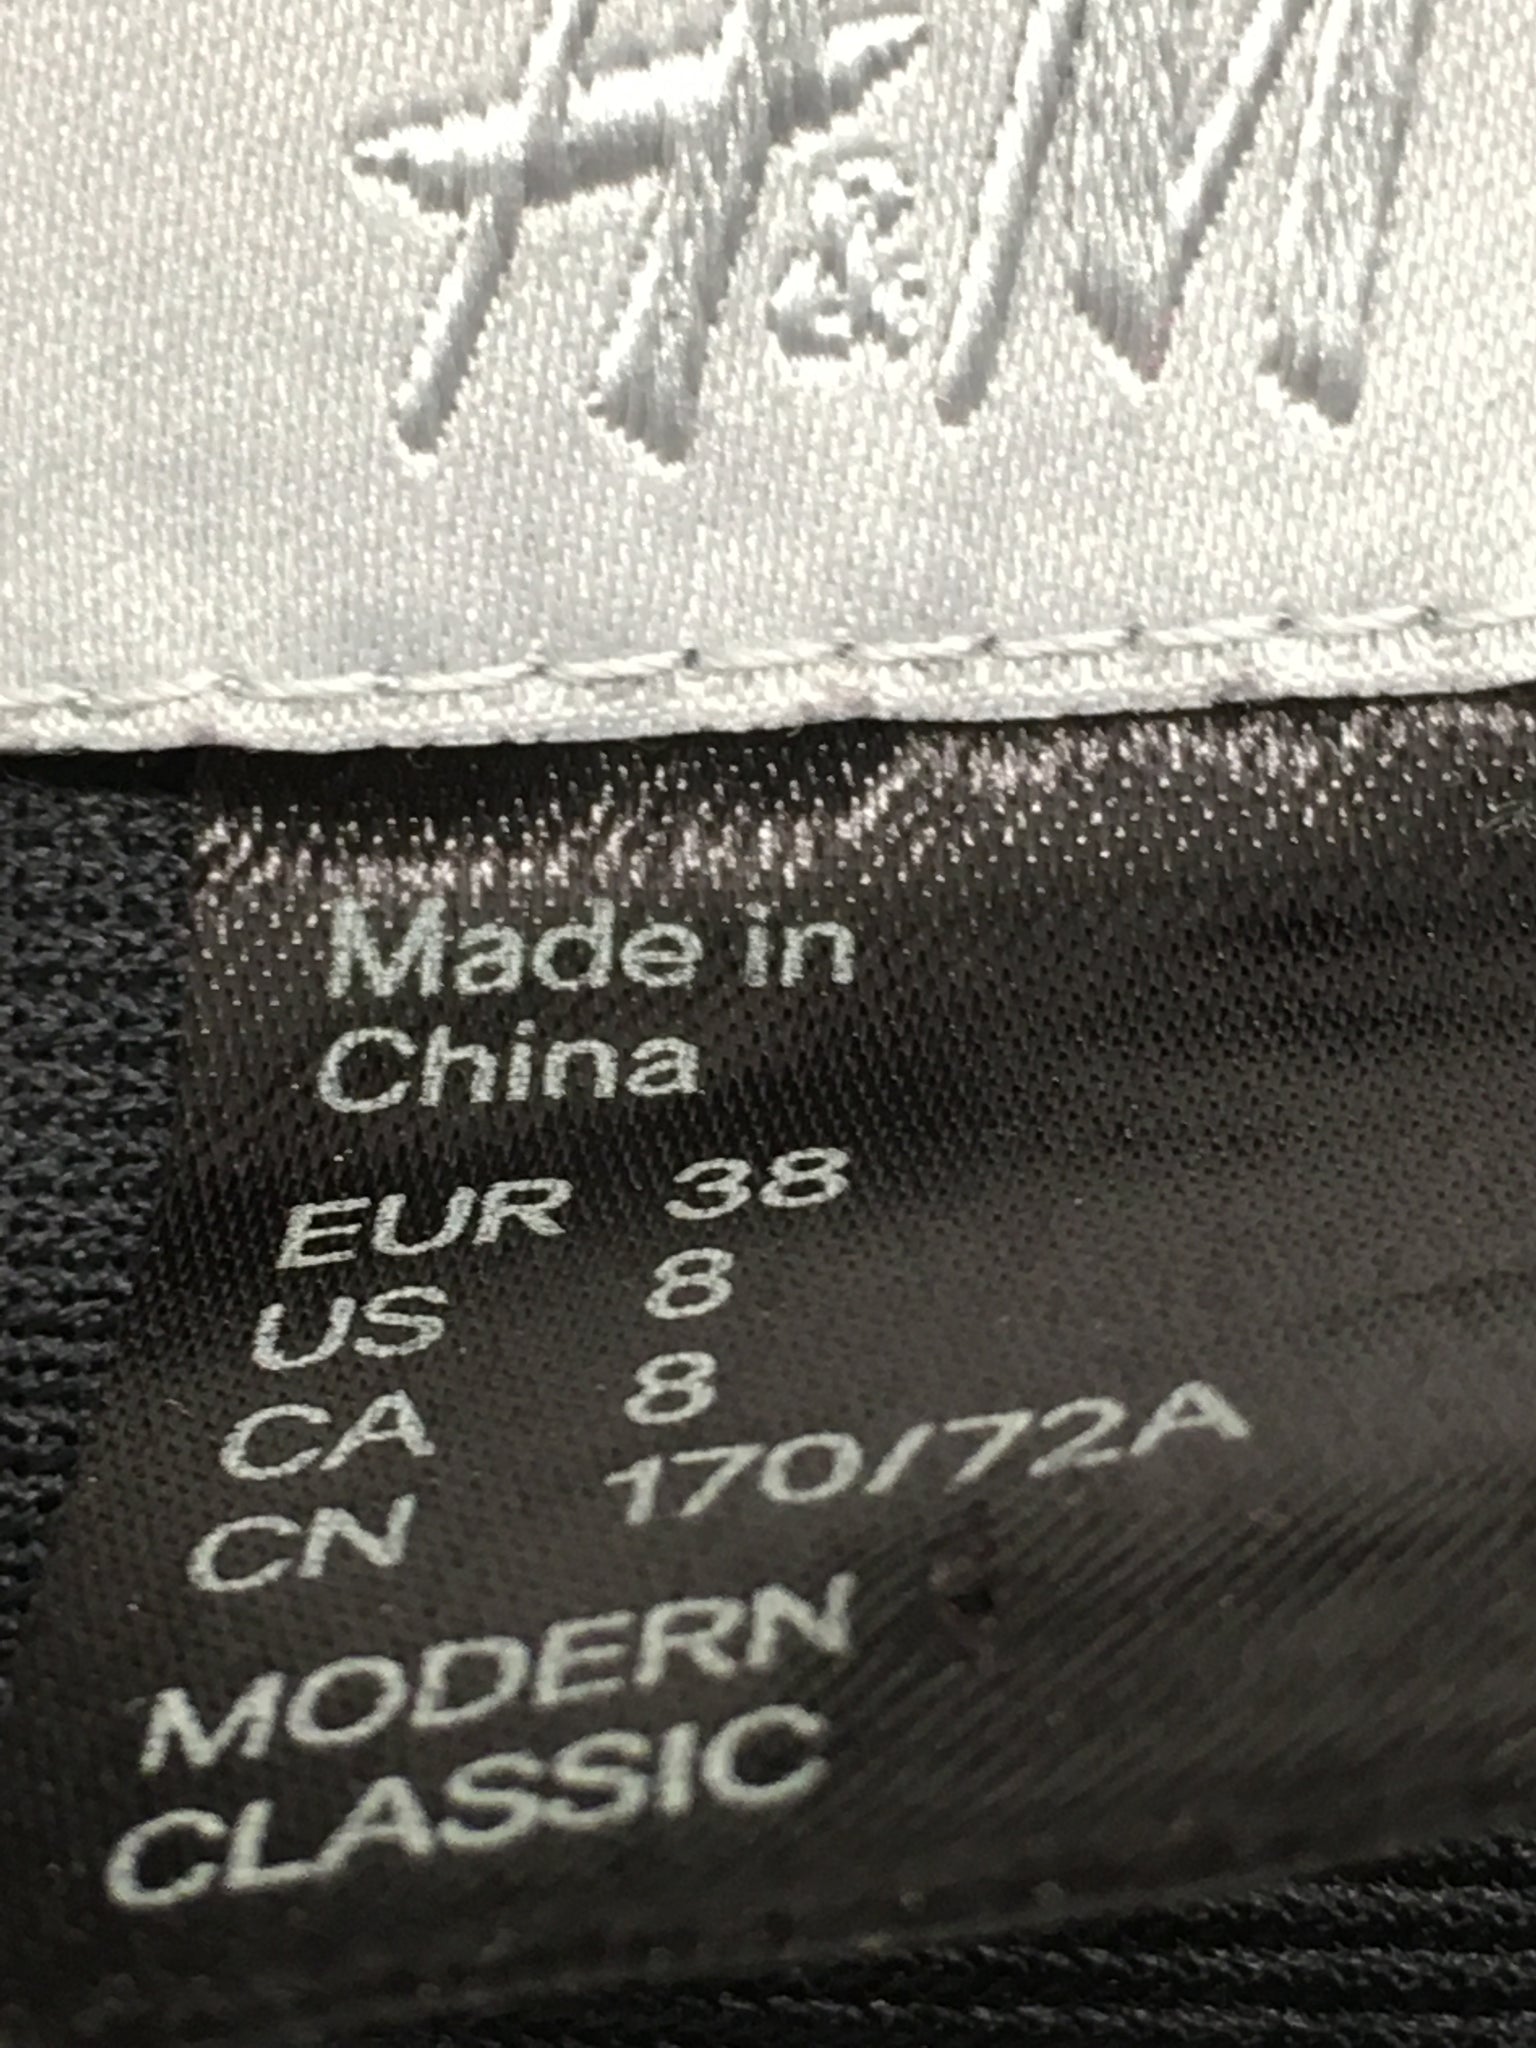 H&M
Made in
China
EUR 38
US 8
CA 8
CN 170/72A
MODERN
CLASSIC